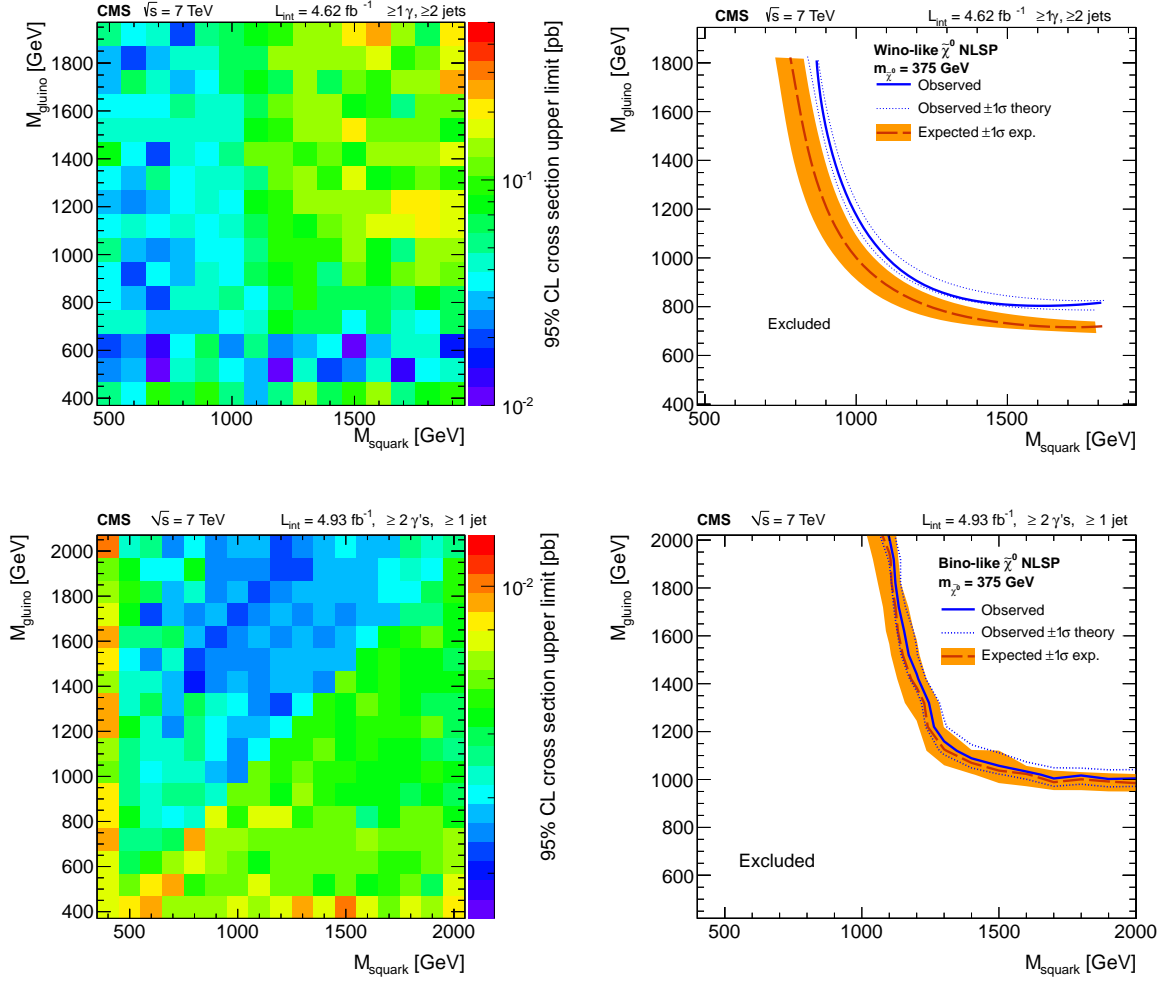 CMS √s = 7 TeV L_int = 4.62 fb⁻¹ ≥1γ, ≥2 jets
M_gluino [GeV]
1800
1600
1400
1200
1000
800
600
400
500 1000 1500
M_squark [GeV]
10⁻¹
10⁻²
95% CL cross section upper limit [pb]
CMS √s = 7 TeV L_int = 4.62 fb⁻¹ ≥1γ, ≥2 jets
M_gluino [GeV]
Wino-like χ̃⁰ NLSP
m_χ̃⁰ = 375 GeV
Observed
Observed ±1σ theory
Expected ±1σ exp.
1800
1600
1400
1200
1000
800
600
400
Excluded
500 1000 1500
M_squark [GeV]
CMS √s = 7 TeV L_int = 4.93 fb⁻¹, ≥ 2 γ's, ≥ 1 jet
M_gluino [GeV]
2000
1800
1600
1400
1200
1000
800
600
400
500 1000 1500 2000
M_squark [GeV]
10⁻²
95% CL cross section upper limit [pb]
CMS √s = 7 TeV L_int = 4.93 fb⁻¹, ≥ 2 γ's, ≥ 1 jet
M_gluino [GeV]
Bino-like χ̃⁰ NLSP
m_χ̃⁰ = 375 GeV
Observed
Observed ±1σ theory
Expected ±1σ exp.
2000
1800
1600
1400
1200
1000
800
600
Excluded
500 1000 1500 2000
M_squark [GeV]